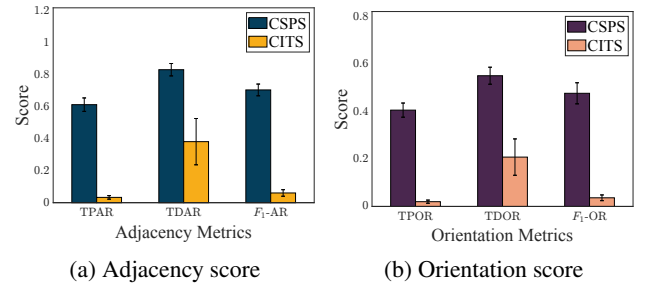 1.2
1
0.8
0.6
0.4
0.2
0
Score
CSPS
CITS
TPAR TDAR F₁-AR
Adjacency Metrics
(a) Adjacency score
0.8
0.6
0.4
0.2
0
Score
CSPS
CITS
TPOR TDOR F₁-OR
Orientation Metrics
(b) Orientation score